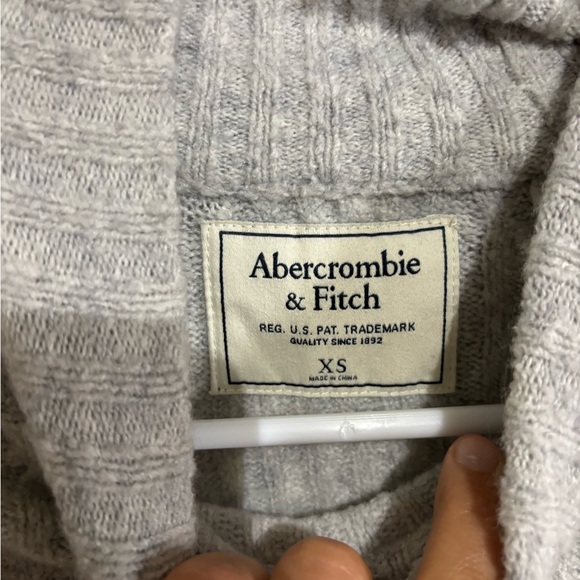 Abercrombie
& Fitch
REG. U.S. PAT. TRADEMARK
QUALITY SINCE 1892
XS
MADE IN CHINA